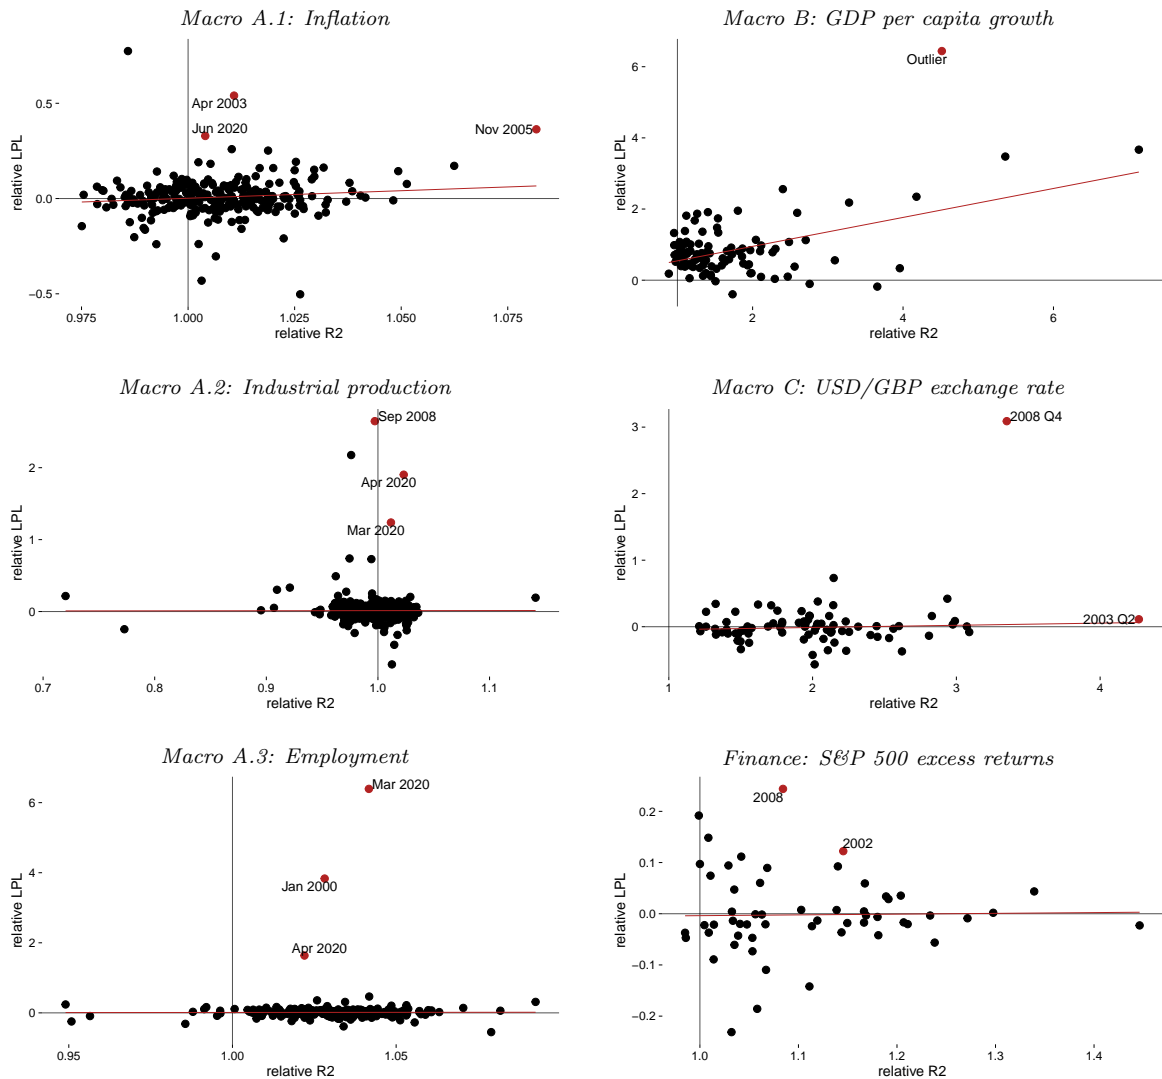 Macro A.1: Inflation
relative LPL
0.5
0.0
−0.5
Apr 2003
Jun 2020
Nov 2005
0.975
1.000
1.025
1.050
1.075
relative R2
Macro B: GDP per capita growth
relative LPL
6
4
2
0
Outlier
2
4
6
relative R2
Macro A.2: Industrial production
relative LPL
2
1
0
Sep 2008
Apr 2020
Mar 2020
0.7
0.8
0.9
1.0
1.1
relative R2
Macro C: USD/GBP exchange rate
relative LPL
3
2
1
0
2008 Q4
2003 Q2
1
2
3
4
relative R2
Macro A.3: Employment
relative LPL
6
4
2
0
Mar 2020
Jan 2000
Apr 2020
0.95
1.00
1.05
relative R2
Finance: S&P 500 excess returns
relative LPL
0.2
0.1
0.0
−0.1
−0.2
2008
2002
1.0
1.1
1.2
1.3
1.4
relative R2